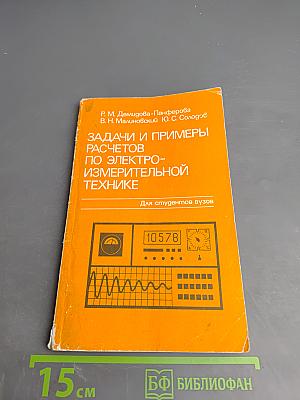 Р. М. Демидова-Панферова
В. Н. Малиновский Ю. С. Солодов
ЗАДАЧИ И ПРИМЕРЫ
РАСЧЕТОВ
ПО ЭЛЕКТРО-
ИЗМЕРИТЕЛЬНОЙ
ТЕХНИКЕ
Для студентов вузов
10578
15 см
БФ БИБЛИОФАН